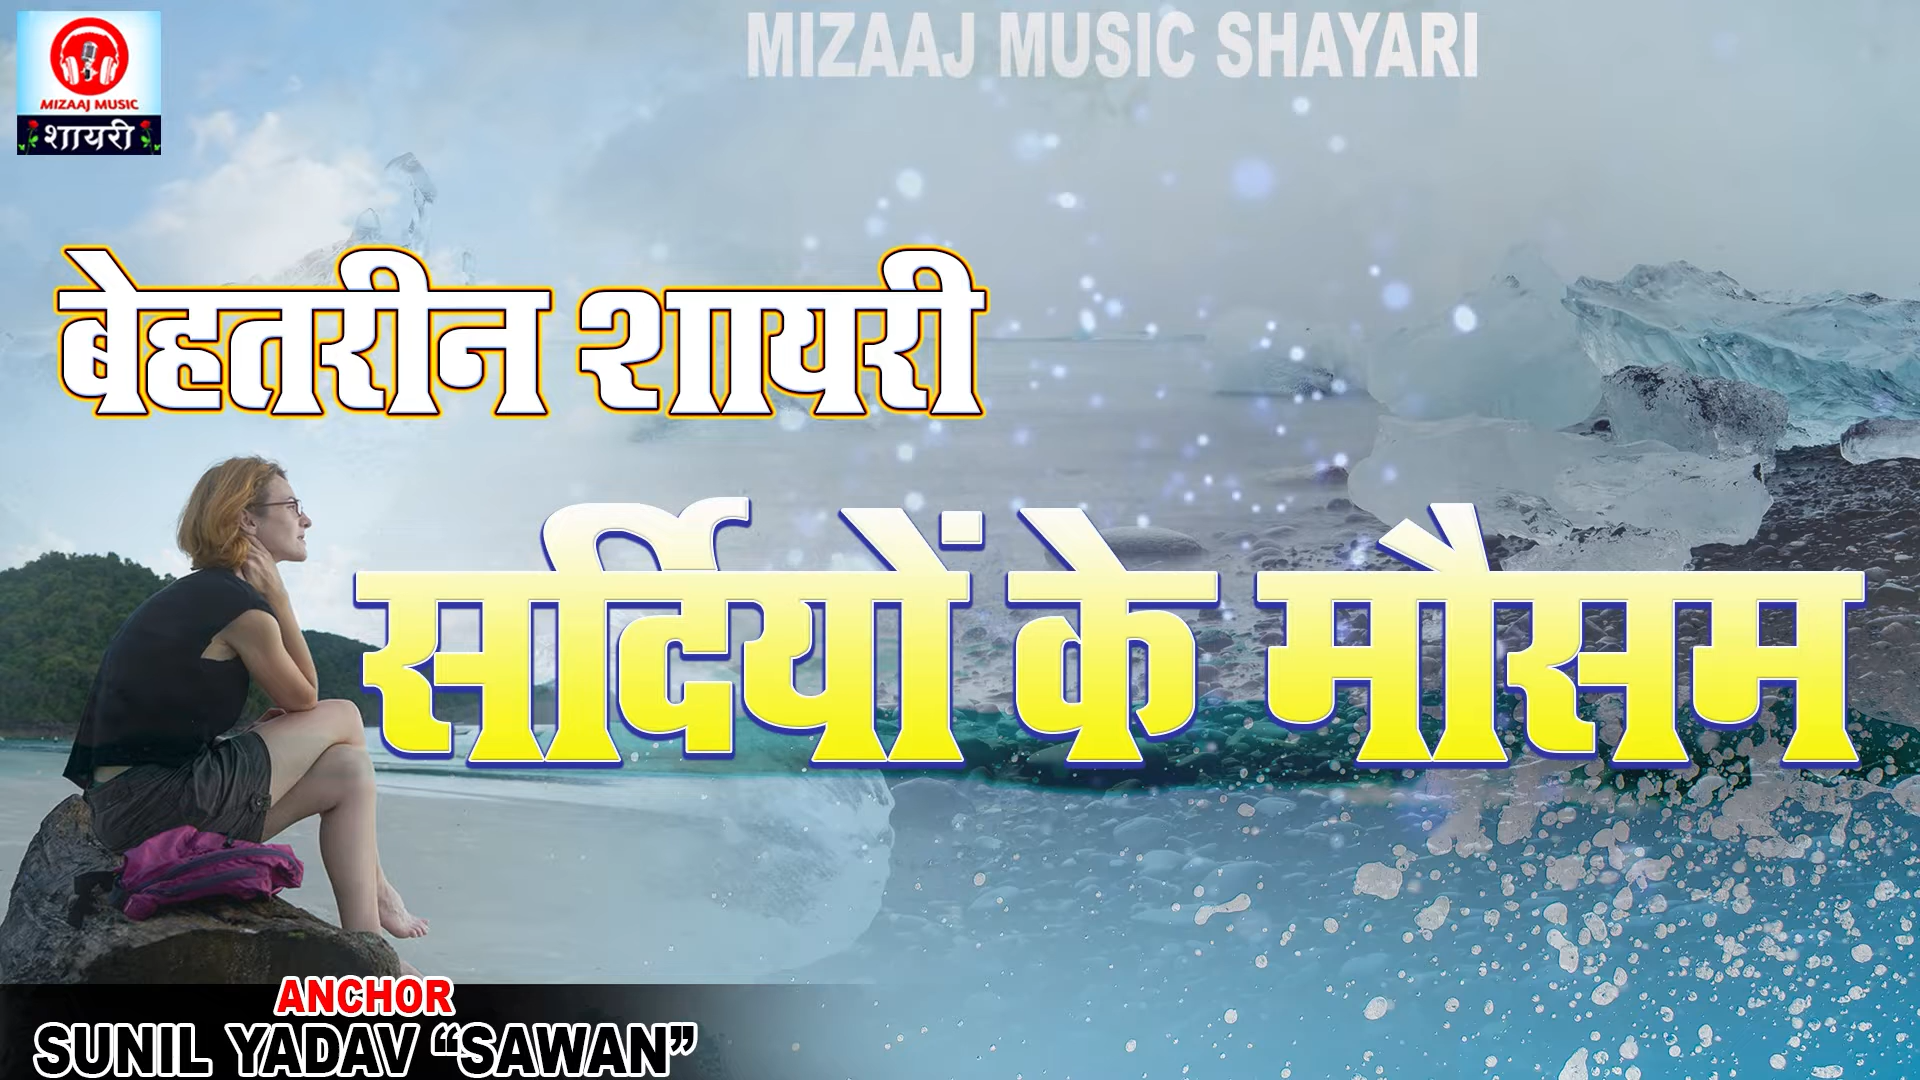 MIZAAJ MUSIC SHAYARI
MIZAAJ MUSIC
शायरी
बेहतरीन शायरी
सर्दियों के मौसम
ANCHOR
SUNIL YADAV “SAWAN”